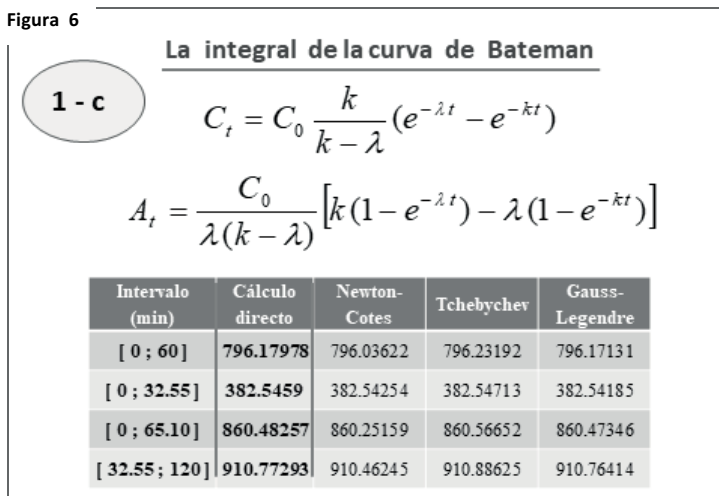 Figura 6
La integral de la curva de Bateman
1 - c
C_t = C_0 \frac{k}{k - λ} (e^{-λt} - e^{-kt})
A_t = \frac{C_0}{λ(k - λ)} [k(1 - e^{-λt}) - λ(1 - e^{-kt})]
Intervalo (min) Cálculo directo Newton-Cotes Tchebychev Gauss-Legendre
[ 0 ; 60] 796.17978 796.03622 796.23192 796.17131
[ 0 ; 32.55] 382.5459 382.54254 382.54713 382.54185
[ 0 ; 65.10] 860.48257 860.25159 860.56652 860.47346
[ 32.55 ; 120] 910.77293 910.46245 910.88625 910.76414